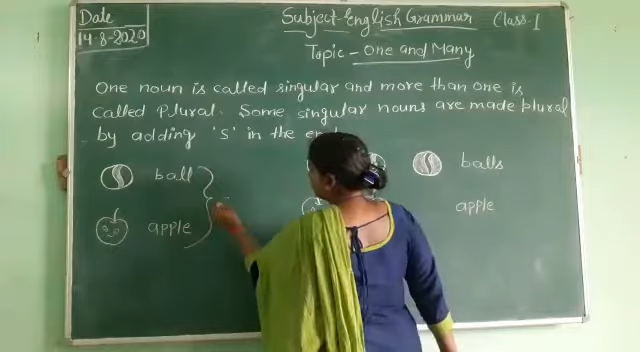 Date
14-8-2020
Subject-English Grammar Class-I
Topic - One and Many
One noun is called singular and more than one is
called Plural. Some singular nouns are made plural
by adding 's' in the end
ball balls
apple apple